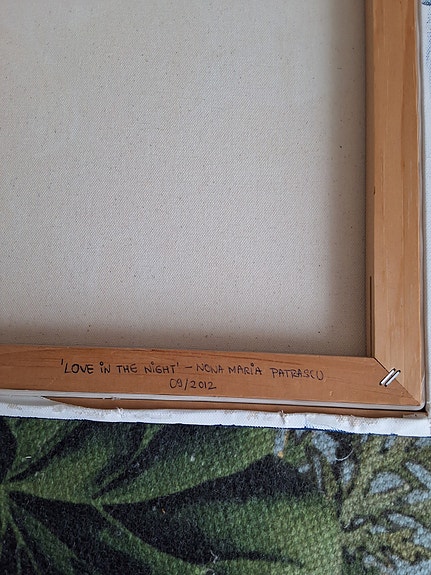 'LOVE iN THE NiGHT' - NONA MARiA PATRASCU
09/2012